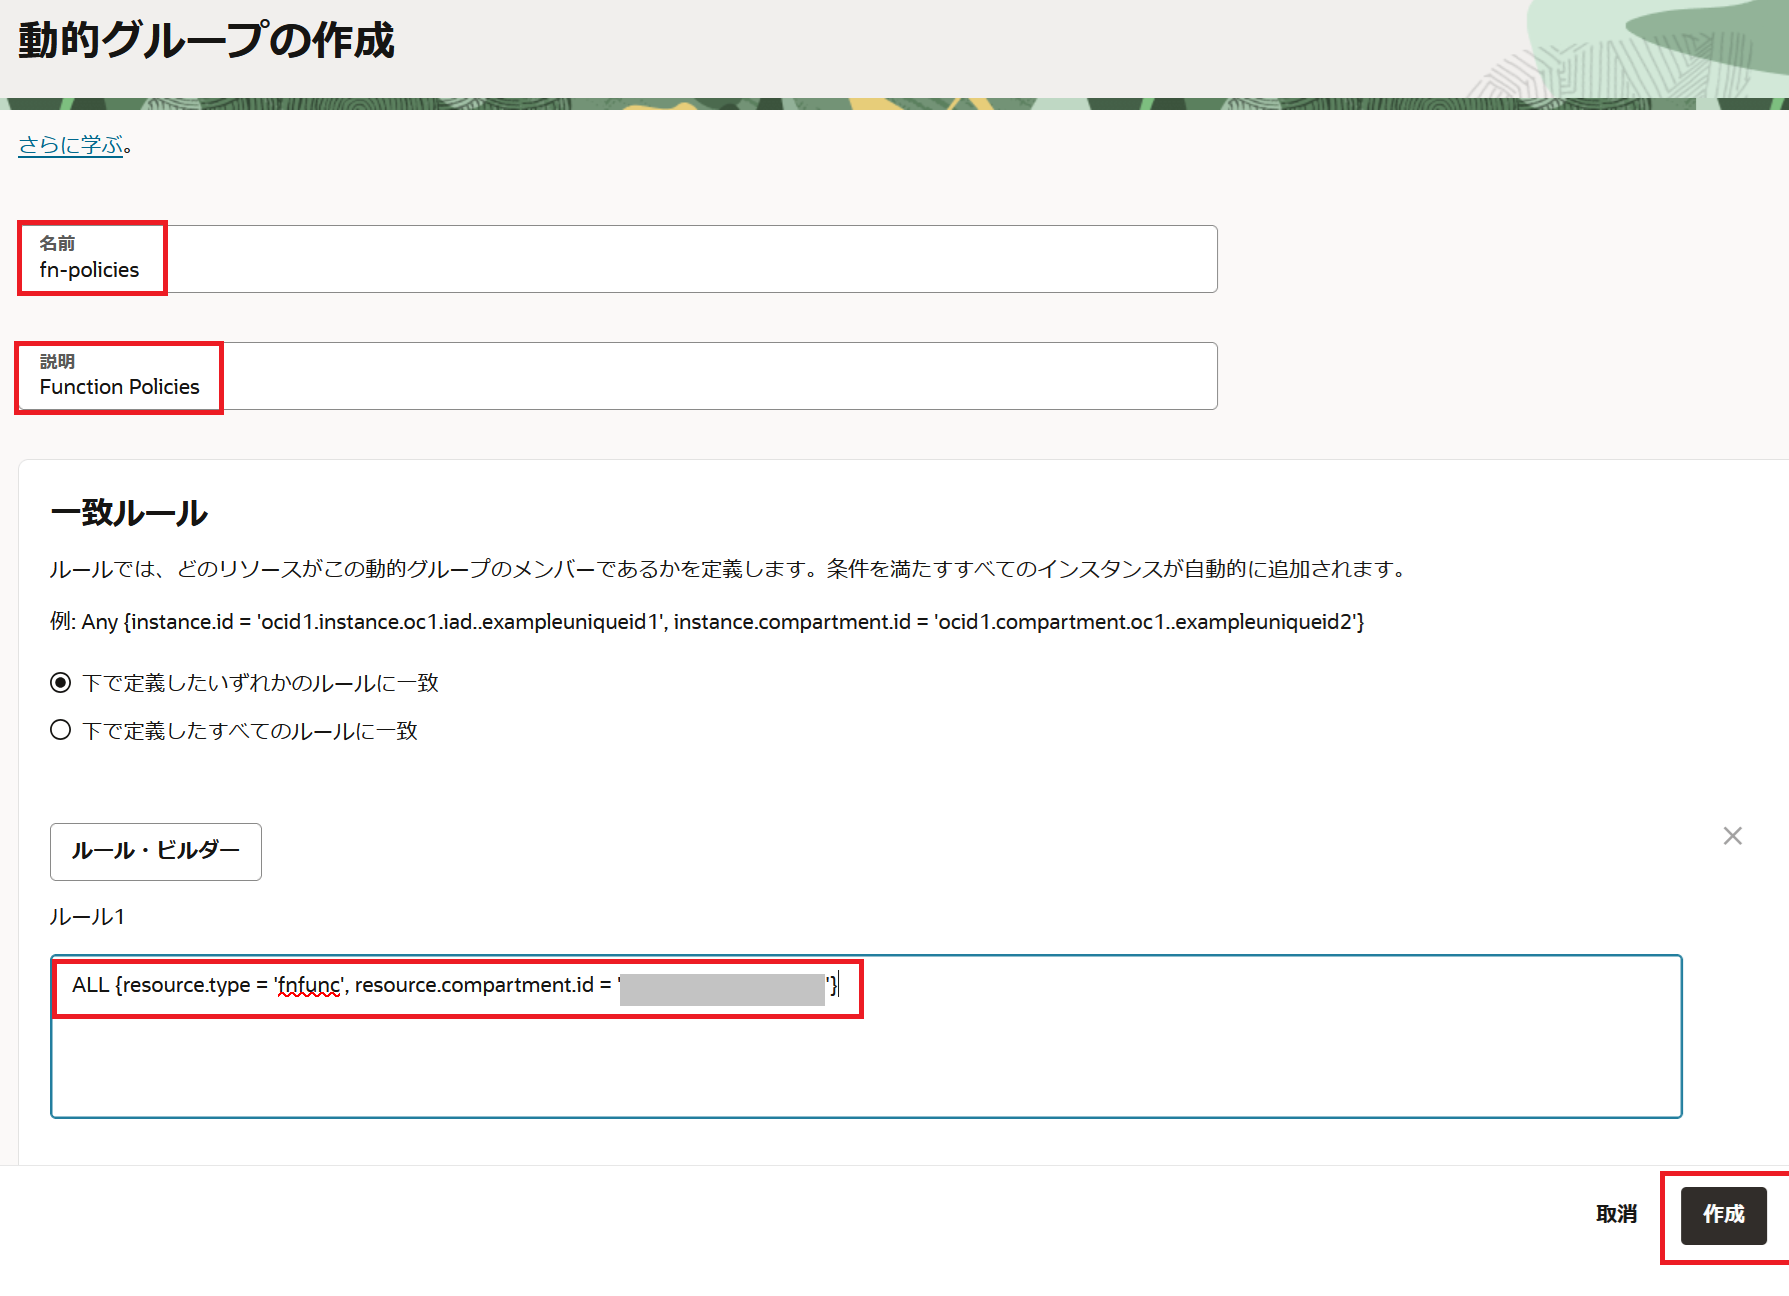 動的グループの作成
さらに学ぶ。
名前
fn-policies
説明
Function Policies
一致ルール
ルールでは、どのリソースがこの動的グループのメンバーであるかを定義します。条件を満たすすべてのインスタンスが自動的に追加されます。
例: Any {instance.id = 'ocid1.instance.oc1.iad..exampleuniqueid1', instance.compartment.id = 'ocid1.compartment.oc1..exampleuniqueid2'}
下で定義したいずれかのルールに一致
下で定義したすべてのルールに一致
ルール・ビルダー
ルール1
ALL {resource.type = 'fnfunc', resource.compartment.id = ' '}
取消
作成